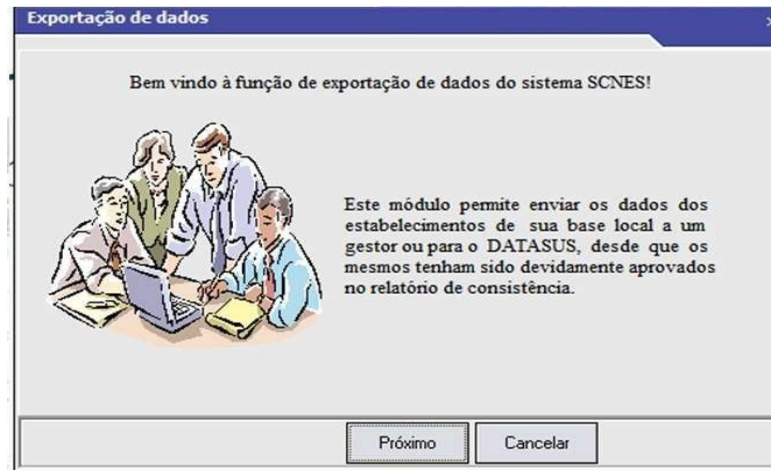 Exportação de dados
Bem vindo à função de exportação de dados do sistema SCNES!
Este módulo permite enviar os dados dos
estabelecimentos de sua base local a um
gestor ou para o DATASUS, desde que os
mesmos tenham sido devidamente aprovados
no relatório de consistência.
Próximo
Cancelar